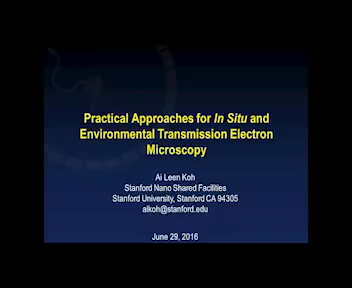 Practical Approaches for In Situ and
Environmental Transmission Electron
Microscopy
Ai Leen Koh
Stanford Nano Shared Facilities
Stanford University, Stanford CA 94305
alkoh@stanford.edu
June 29, 2016